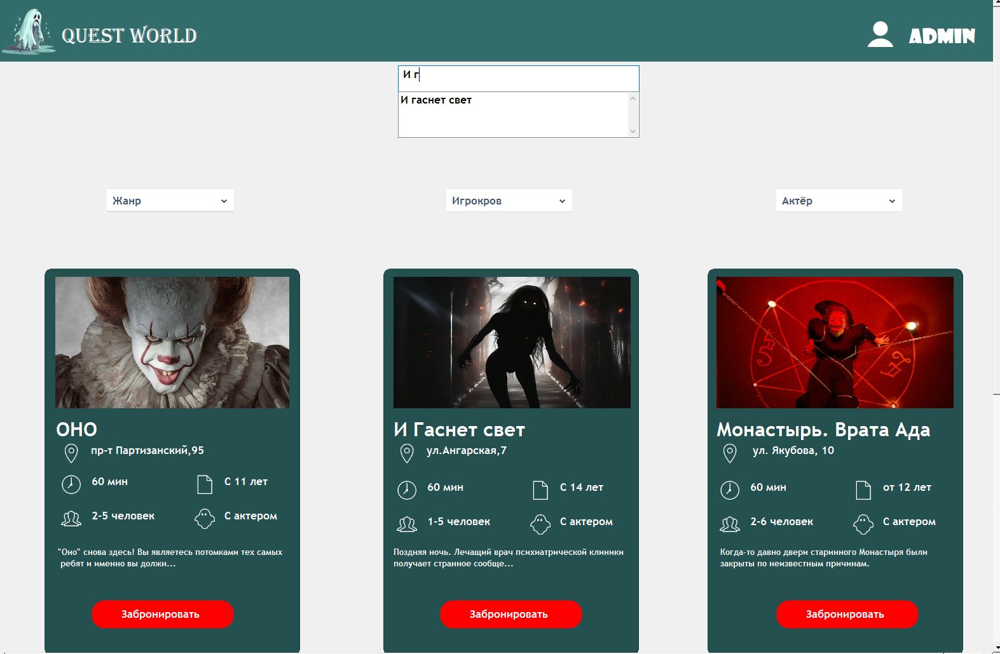 QUEST WORLD
ADMIN
И г
И гаснет свет
Жанр
Игрокров
Актёр
ОНО
пр-т Партизанский,95
60 мин
С 11 лет
2-5 человек
С актером
"Оно" снова здесь! Вы являетесь потомками тех самых
ребят и именно вы должн...
Забронировать
И Гаснет свет
ул.Ангарская,7
60 мин
С 14 лет
1-5 человек
С актером
Поздняя ночь. Лечащий врач психиатрической клиники
получает странное сообще...
Забронировать
Монастырь. Врата Ада
ул. Якубова, 10
60 мин
от 12 лет
2-6 человек
С актером
Когда-то давно двери старинного Монастыря были
закрыты по неизвестным причинам.
Забронировать